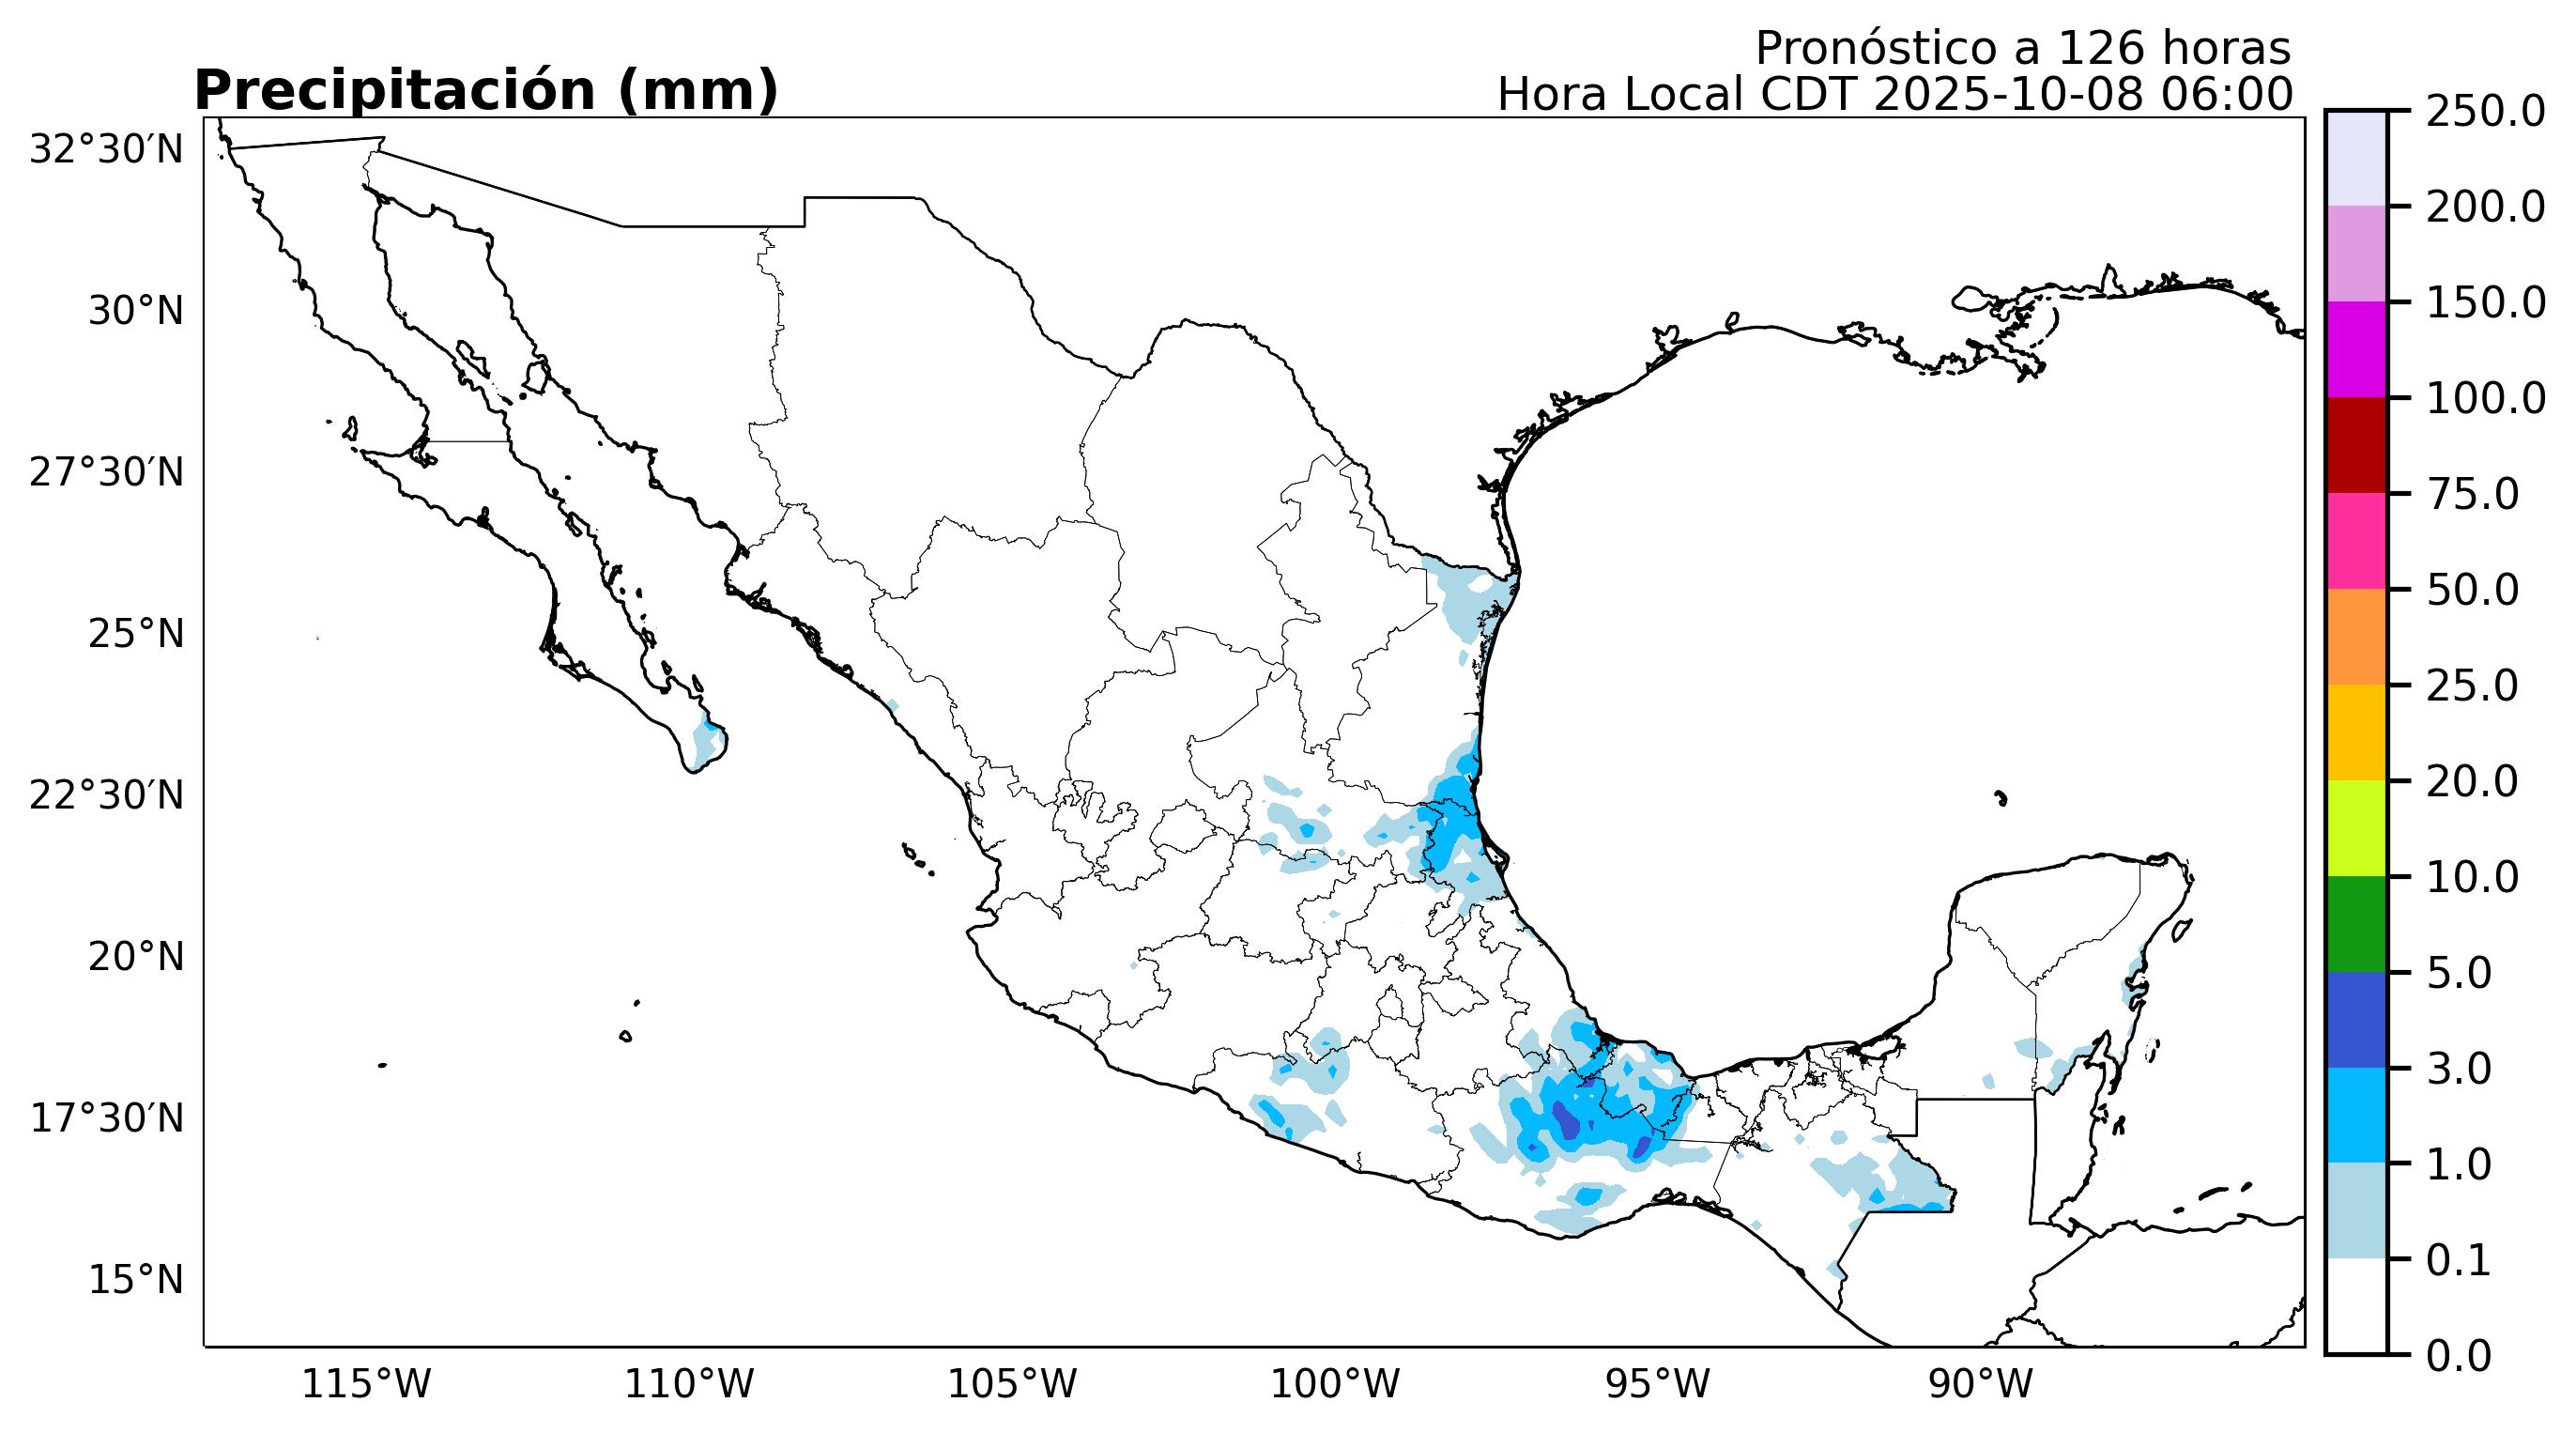 Pronóstico a 126 horas
Precipitación (mm)
Hora Local CDT 2025-10-08 06:00
32°30′N
30°N
27°30′N
25°N
22°30′N
20°N
17°30′N
15°N
115°W
110°W
105°W
100°W
95°W
90°W
250.0
200.0
150.0
100.0
75.0
50.0
25.0
20.0
10.0
5.0
3.0
1.0
0.1
0.0